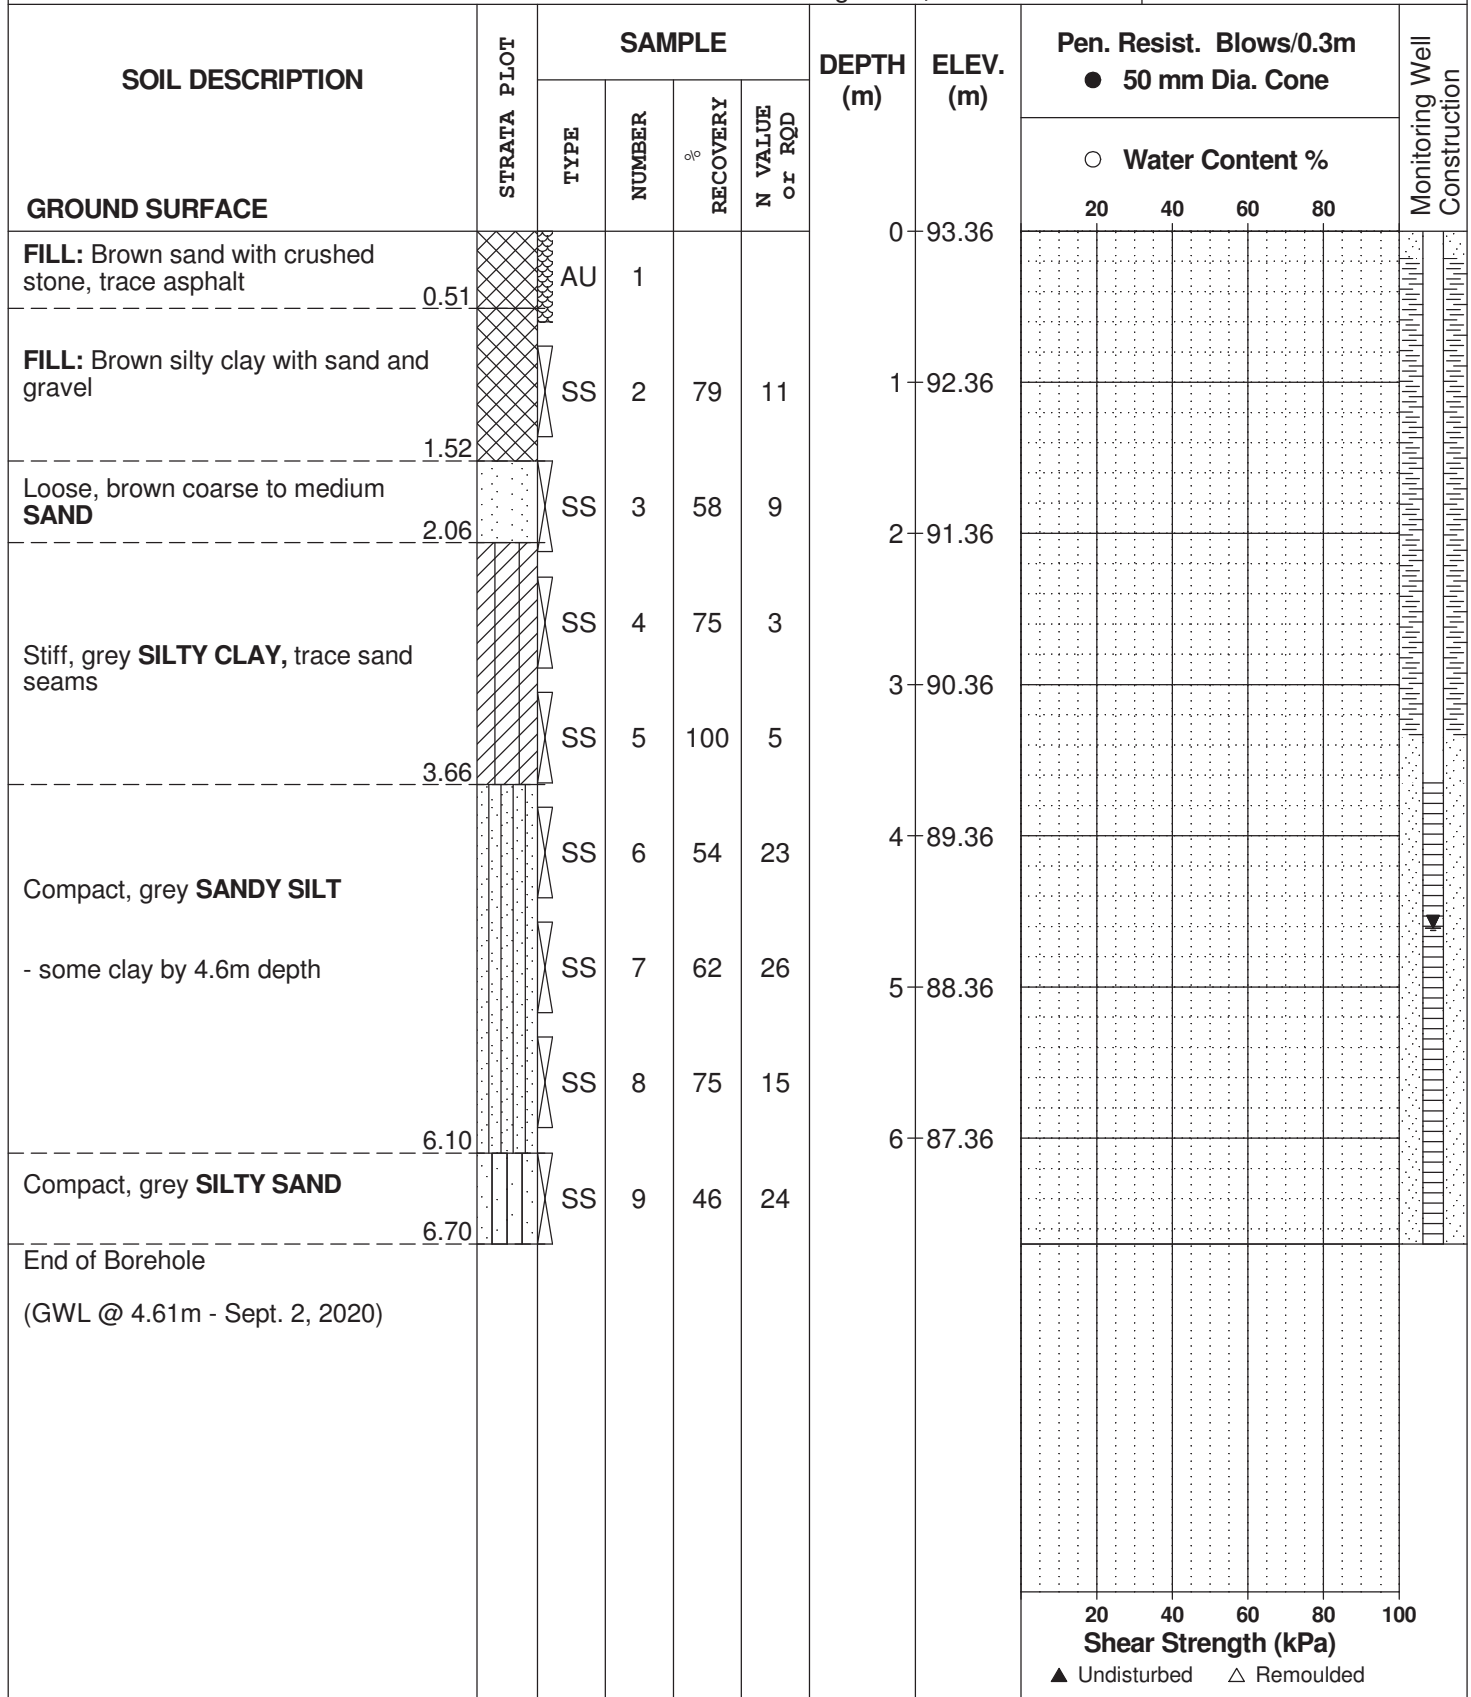 SOIL DESCRIPTION
GROUND SURFACE
STRATA PLOT
SAMPLE
TYPE
NUMBER
% RECOVERY
N VALUE or RQD
DEPTH (m)
ELEV. (m)
Pen. Resist. Blows/0.3m
● 50 mm Dia. Cone
○ Water Content %
20 40 60 80
Monitoring Well Construction
0 93.36
FILL: Brown sand with crushed
stone, trace asphalt
0.51
AU 1
FILL: Brown silty clay with sand and
gravel
1.52
SS 2 79 11
1 92.36
Loose, brown coarse to medium
SAND
2.06
SS 3 58 9
2 91.36
Stiff, grey SILTY CLAY, trace sand
seams
3.66
SS 4 75 3
3 90.36
SS 5 100 5
Compact, grey SANDY SILT
- some clay by 4.6m depth
6.10
4 89.36
SS 6 54 23
SS 7 62 26
5 88.36
SS 8 75 15
6 87.36
Compact, grey SILTY SAND
6.70
SS 9 46 24
End of Borehole
(GWL @ 4.61m - Sept. 2, 2020)
20 40 60 80 100
Shear Strength (kPa)
▲ Undisturbed △ Remoulded